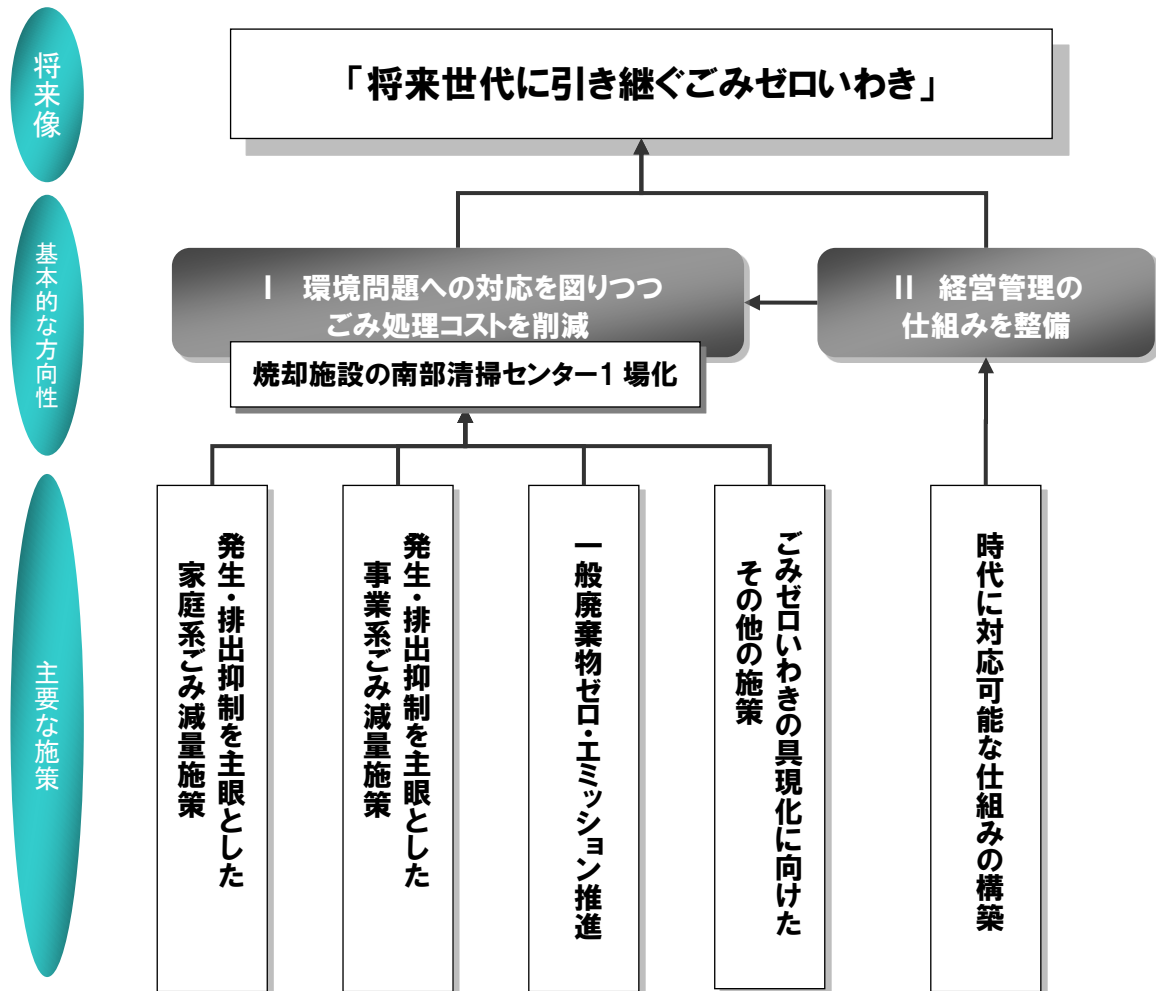 将来像
「将来世代に引き継ぐごみゼロいわき」
基本的な方向性
Ⅰ 環境問題への対応を図りつつ
ごみ処理コストを削減
焼却施設の南部清掃センター1 場化
II 経営管理の
仕組みを整備
主要な施策
発生・排出抑制を主眼とした
家庭系ごみ減量施策
発生・排出抑制を主眼とした
事業系ごみ減量施策
一般廃棄物ゼロ・エミッション推進
ごみゼロいわきの具現化に向けた
その他の施策
時代に対応可能な仕組みの構築